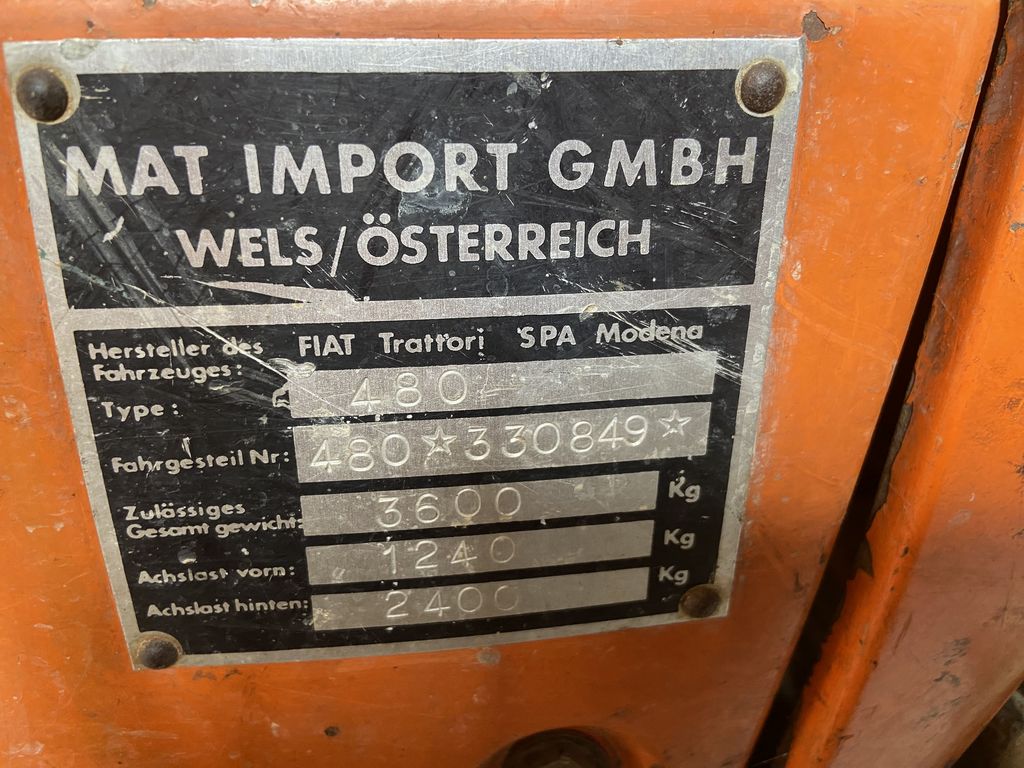 MAT IMPORT GMBH
WELS/ÖSTERREICH
Hersteller des Fahrzeuges: FIAT Trattori SPA Modena
Type: 480
Fahrgestell Nr: 480☆330849☆
Zulässiges Gesamt gewicht: 3600 Kg
Achslast vorn: 1240 Kg
Achslast hinten: 2400 Kg